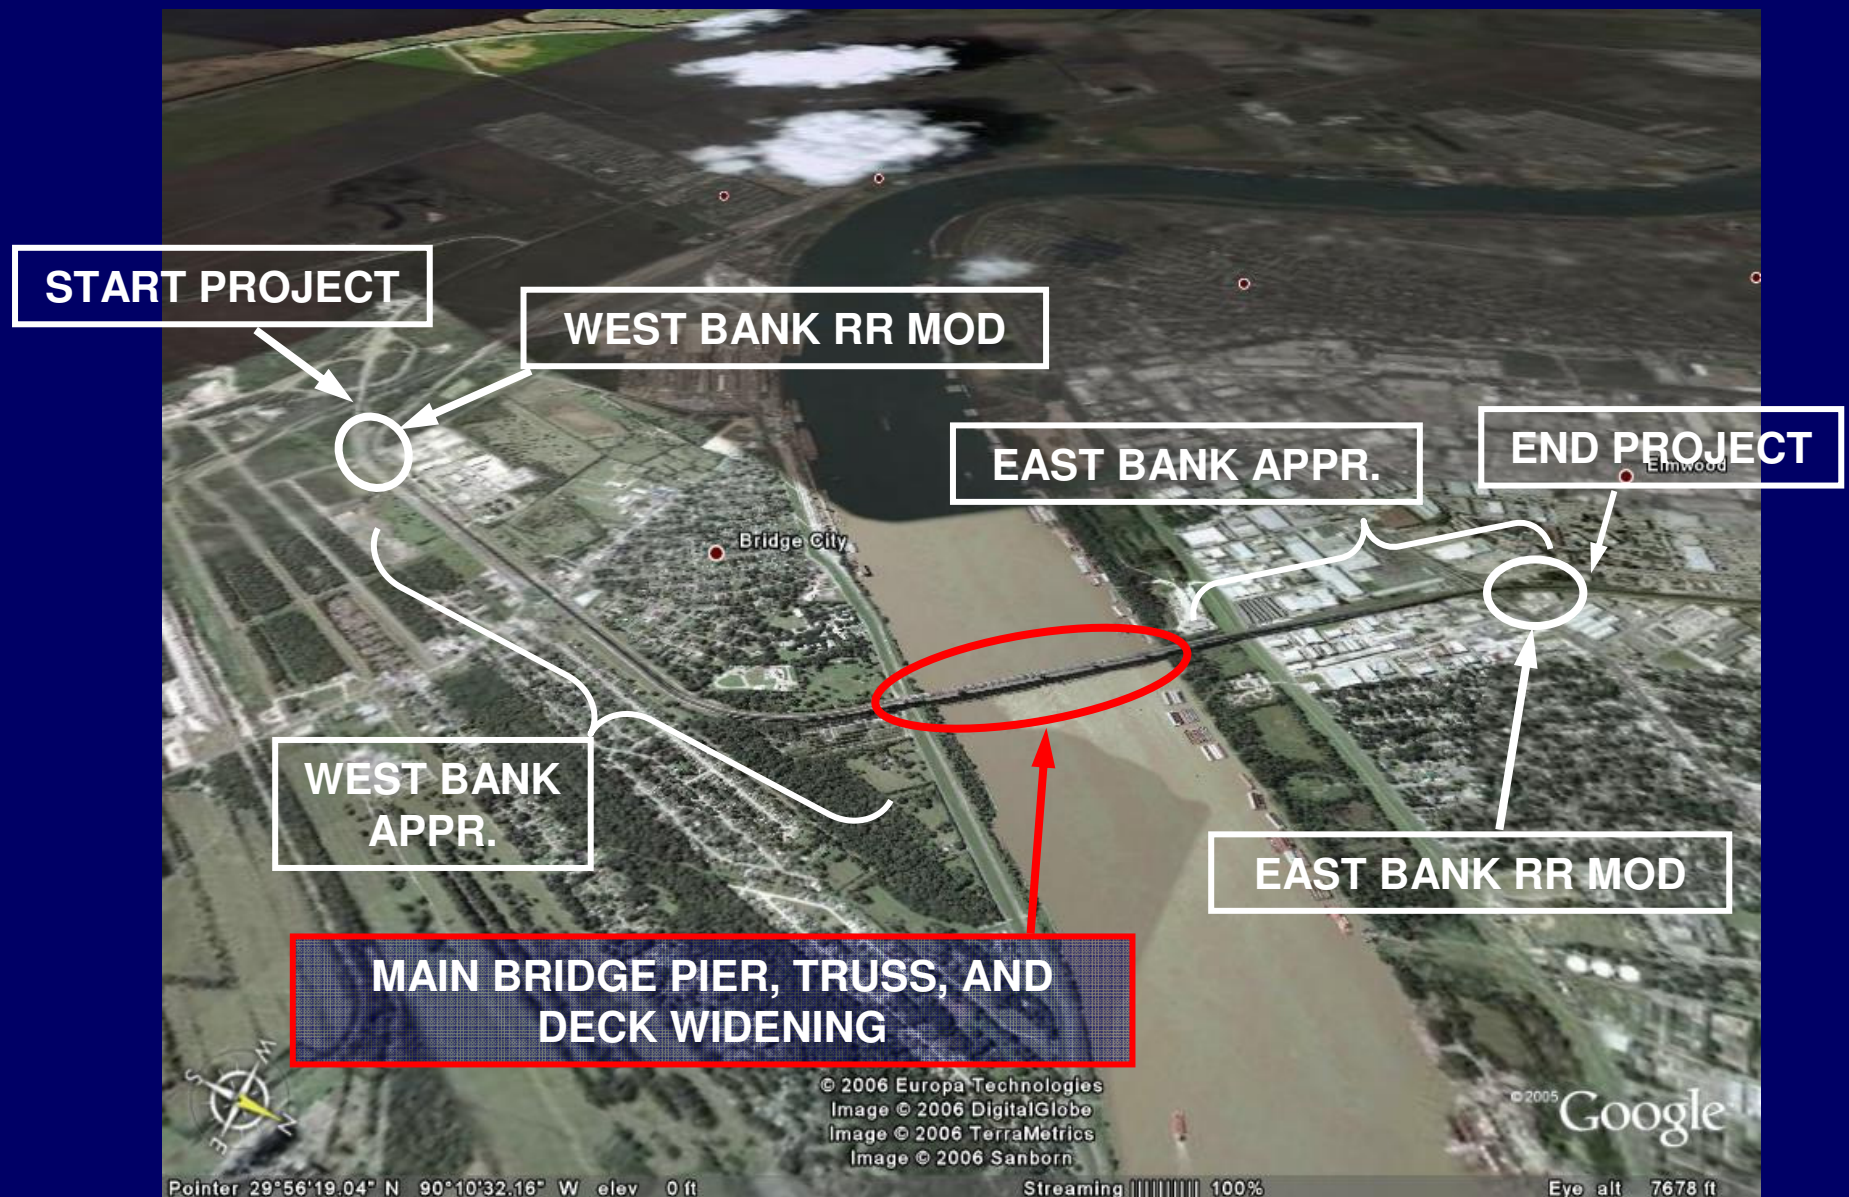 START PROJECT
WEST BANK RR MOD
EAST BANK APPR.
END PROJECT
Elmwood
Bridge City
WEST BANK
APPR.
EAST BANK RR MOD
MAIN BRIDGE PIER, TRUSS, AND
DECK WIDENING
W
S
N
E
© 2006 Europa Technologies
Image © 2006 DigitalGlobe
Image © 2006 TerraMetrics
Image © 2006 Sanborn
© 2005 Google
Pointer 29°56'19.04" N 90°10'32.16" W elev 0 ft
Streaming |||||||||| 100%
Eye alt 7678 ft